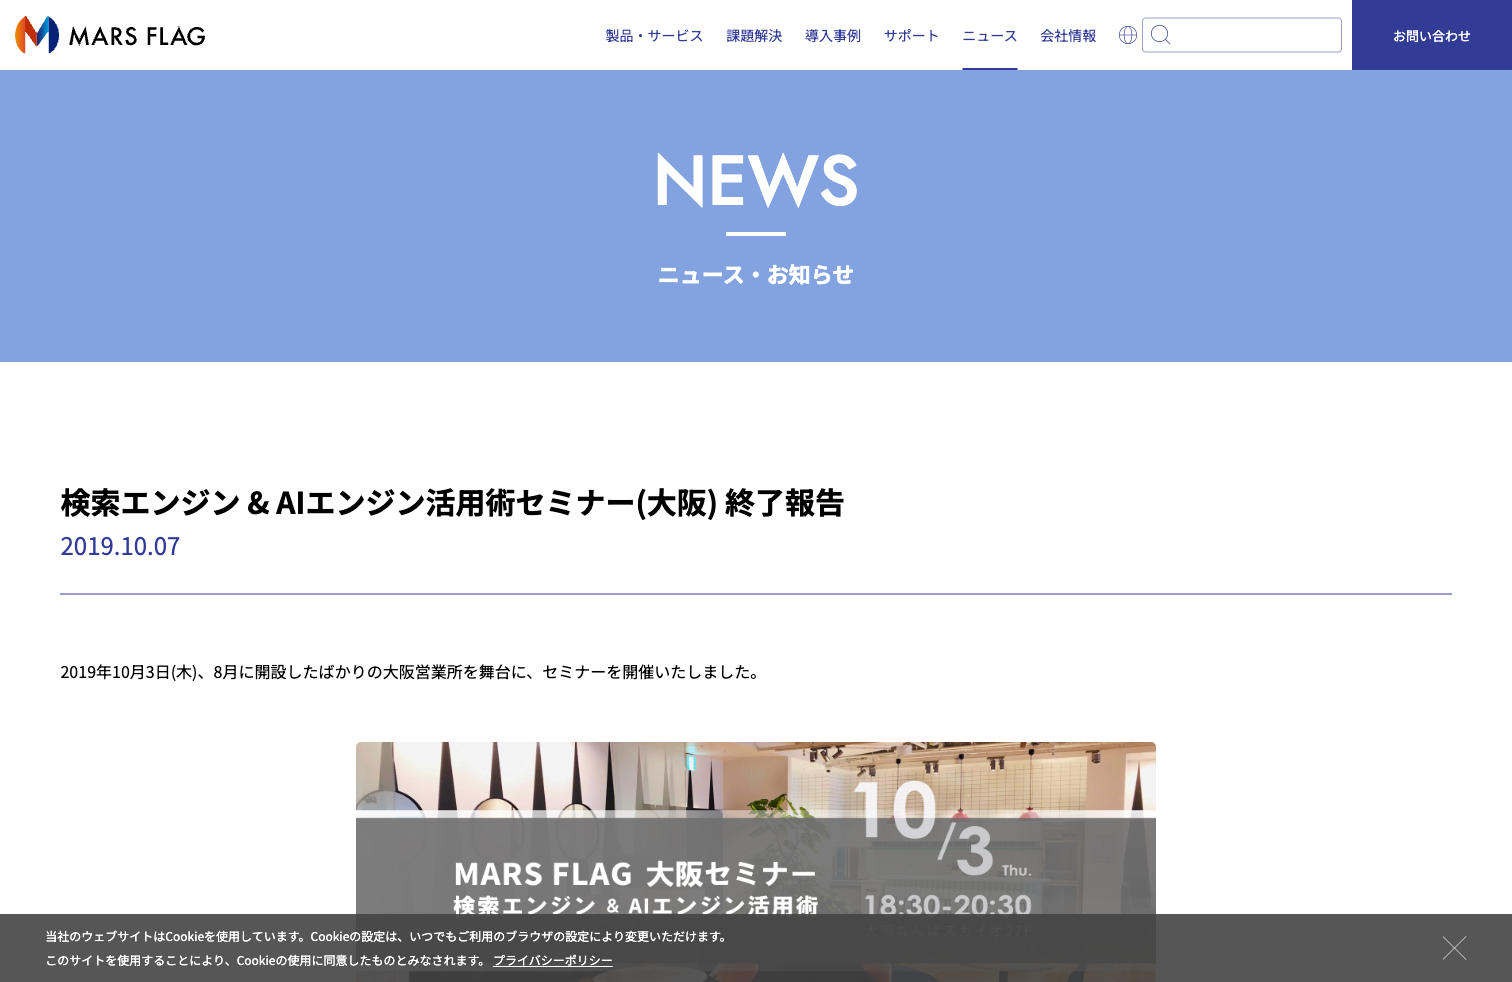 MARS FLAG
製品・サービス 課題解決 導入事例 サポート ニュース 会社情報
お問い合わせ
NEWS
ニュース・お知らせ
検索エンジン & AIエンジン活用術セミナー(大阪) 終了報告
2019.10.07
2019年10月3日(木)、8月に開設したばかりの大阪営業所を舞台に、セミナーを開催いたしました。
10/3 Thu.
MARS FLAG 大阪セミナー
検索エンジン & AIエンジン活用術
18:30-20:30
当社のウェブサイトはCookieを使用しています。Cookieの設定は、いつでもご利用のブラウザの設定により変更いただけます。
このサイトを使用することにより、Cookieの使用に同意したものとみなされます。 プライバシーポリシー